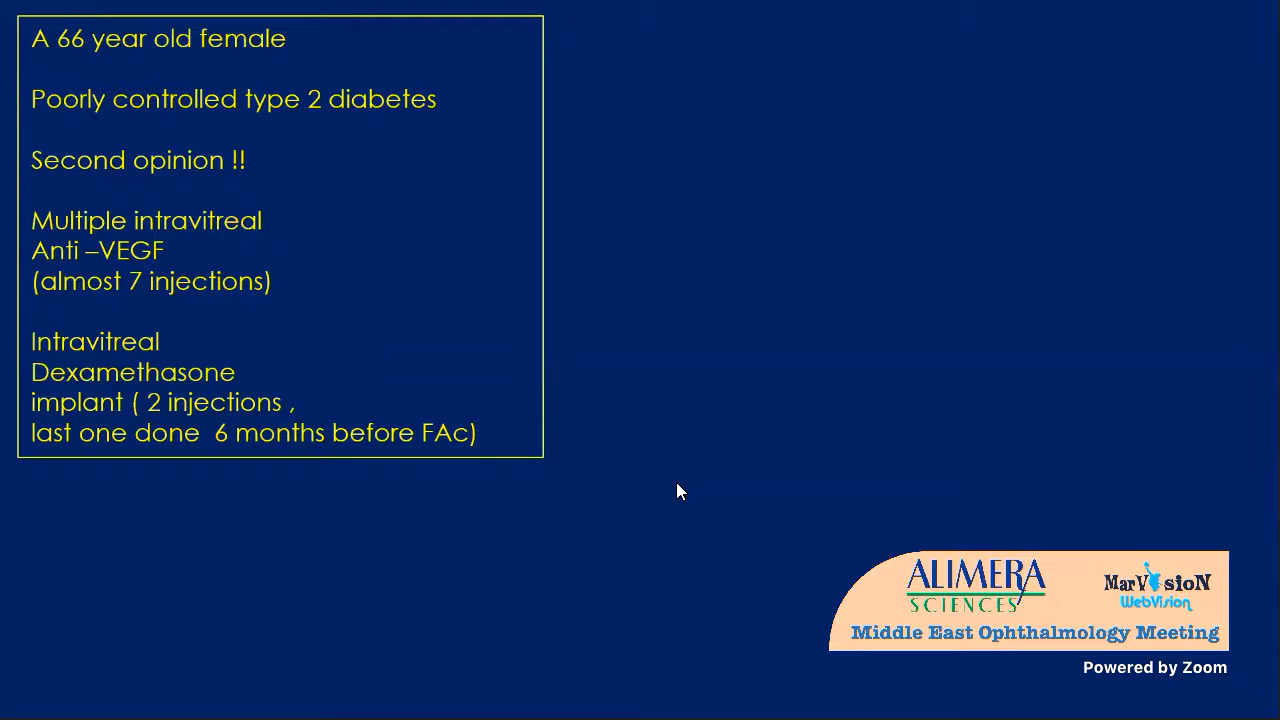 A 66 year old female
Poorly controlled type 2 diabetes
Second opinion !!
Multiple intravitreal
Anti –VEGF
(almost 7 injections)
Intravitreal
Dexamethasone
implant ( 2 injections ,
last one done  6 months before FAc)
ALIMERA
SCIENCES
MarVisioN
WebVision
Middle East Ophthalmology Meeting
Powered by Zoom